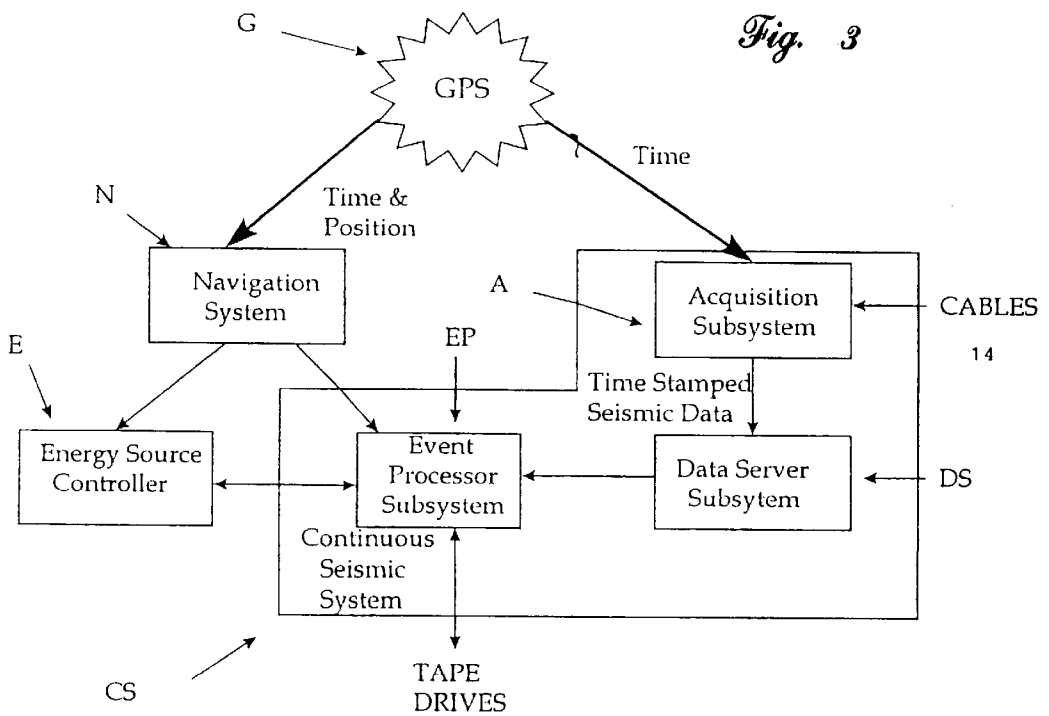 G
Fig. 3
GPS
Time
N
Time &
Position
Navigation
System
A
Acquisition
Subsystem
CABLES
14
E
EP
Time Stamped
Seismic Data
Energy Source
Controller
Event
Processor
Subsystem
Data Server
Subsytem
DS
Continuous
Seismic
System
CS
TAPE
DRIVES